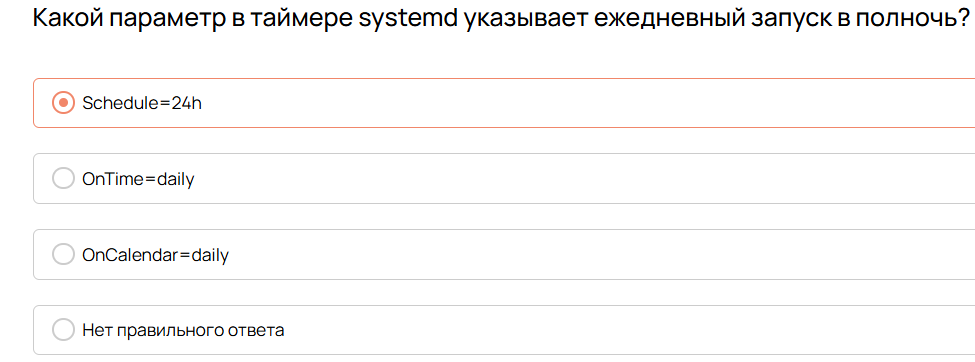 Какой параметр в таймере systemd указывает ежедневный запуск в полночь?
Schedule=24h
OnTime=daily
OnCalendar=daily
Нет правильного ответа